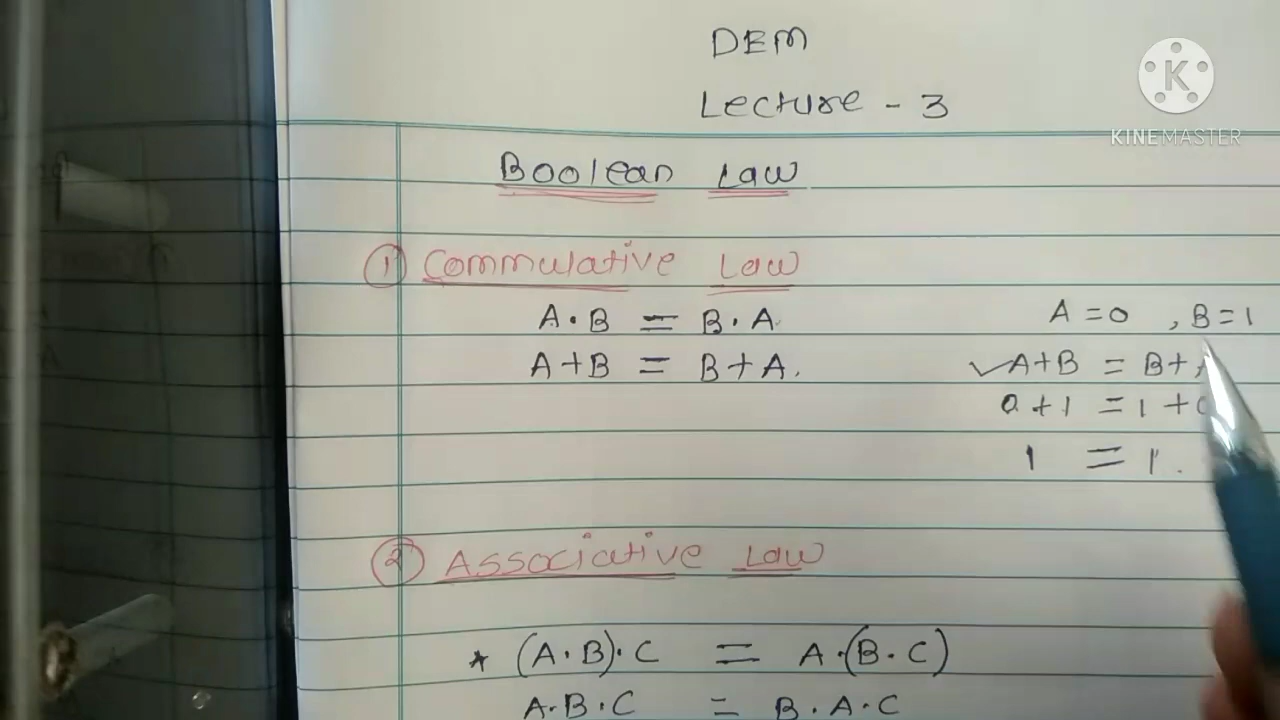 DEM
Lecture - 3
K
KINEMASTER
Boolean Law
① Commulative Law
A·B = B·A.
A+B = B+A.
A=0 , B=1
✓A+B = B+
0+1 = 1+
1 = 1.
② Associative Law
* (A·B)·C = A·(B·C)
A·B·C = B·A·C